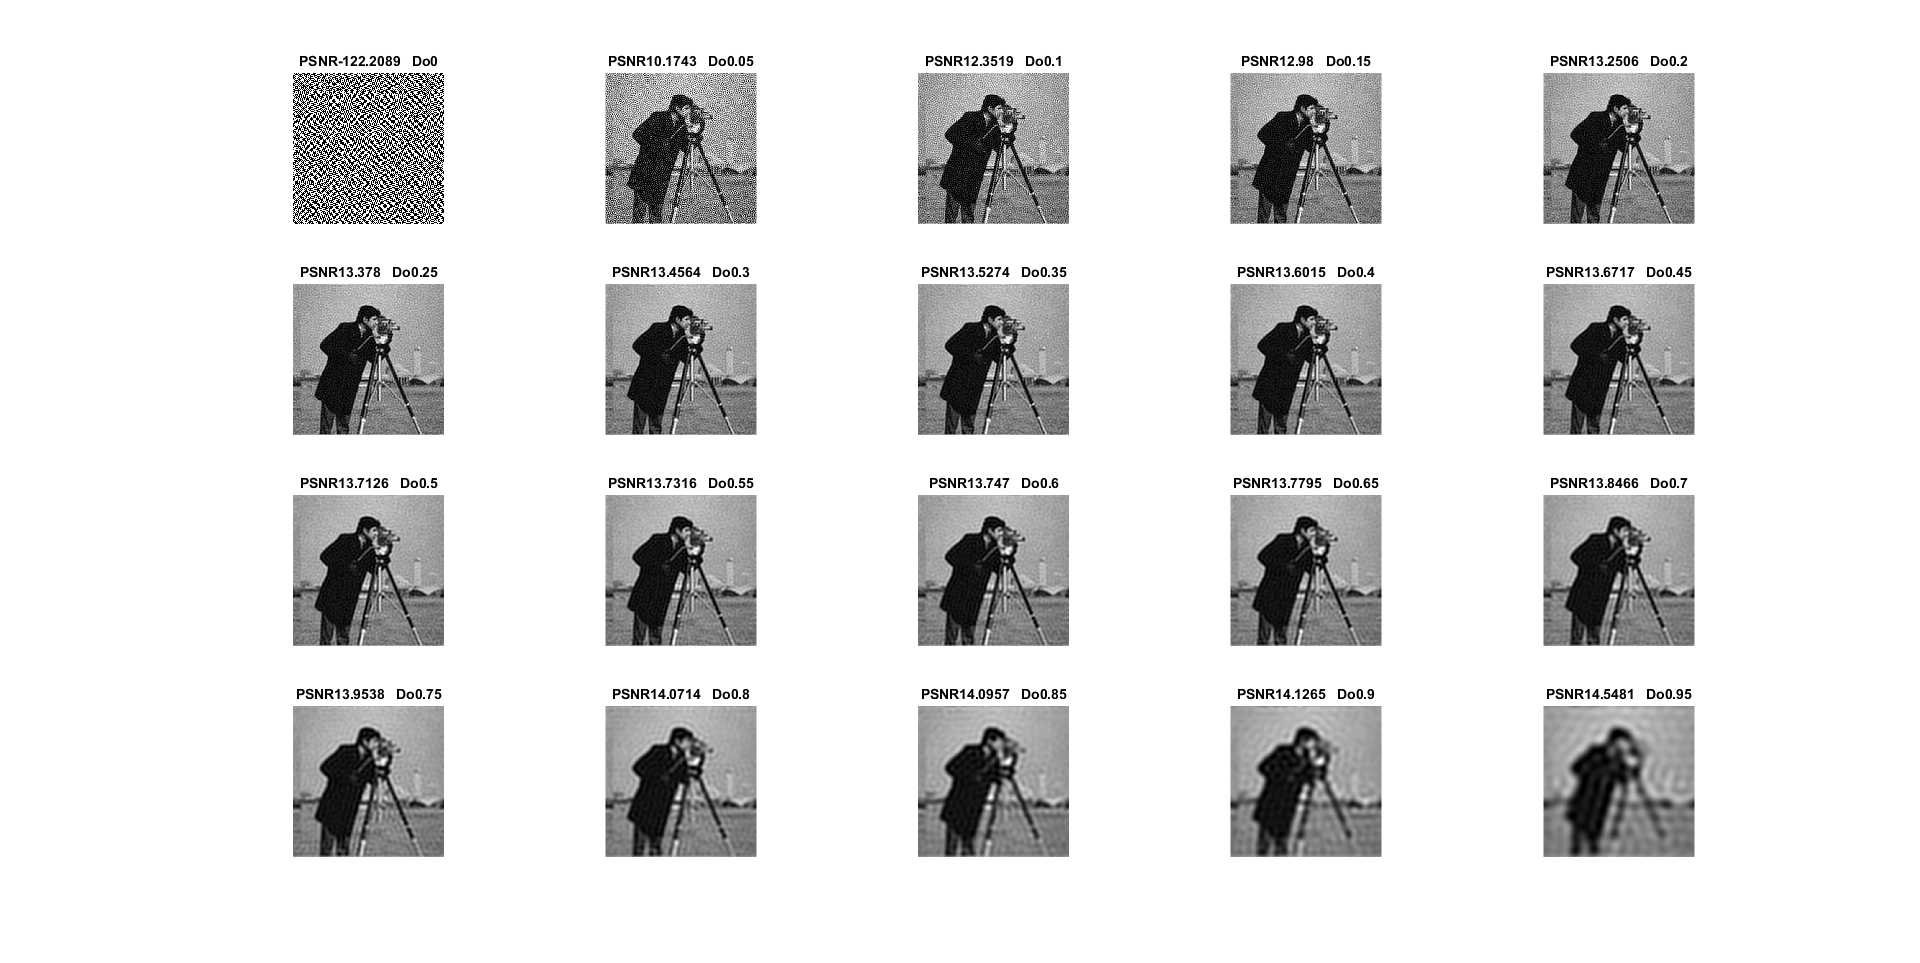 PSNR-122.2089 Do0
PSNR10.1743 Do0.05
PSNR12.3519 Do0.1
PSNR12.98 Do0.15
PSNR13.2506 Do0.2
PSNR13.378 Do0.25
PSNR13.4564 Do0.3
PSNR13.5274 Do0.35
PSNR13.6015 Do0.4
PSNR13.6717 Do0.45
PSNR13.7126 Do0.5
PSNR13.7316 Do0.55
PSNR13.747 Do0.6
PSNR13.7795 Do0.65
PSNR13.8466 Do0.7
PSNR13.9538 Do0.75
PSNR14.0714 Do0.8
PSNR14.0957 Do0.85
PSNR14.1265 Do0.9
PSNR14.5481 Do0.95